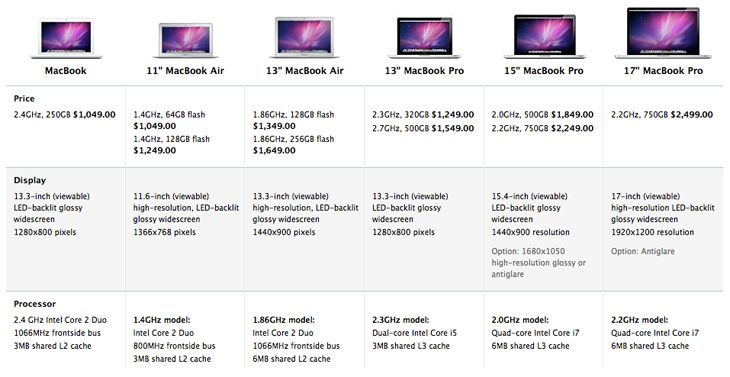 MacBook
11" MacBook Air
13" MacBook Air
13" MacBook Pro
15" MacBook Pro
17" MacBook Pro
Price
2.4GHz, 250GB $1,049.00
1.4GHz, 64GB flash
$1,049.00
1.4GHz, 128GB flash
$1,249.00
1.86GHz, 128GB flash
$1,349.00
1.86GHz, 256GB flash
$1,649.00
2.3GHz, 320GB $1,249.00
2.7GHz, 500GB $1,549.00
2.0GHz, 500GB $1,849.00
2.2GHz, 750GB $2,249.00
2.2GHz, 750GB $2,499.00
Display
13.3-inch (viewable)
LED-backlit glossy
widescreen
1280x800 pixels
11.6-inch (viewable)
high-resolution, LED-backlit
glossy widescreen
1366x768 pixels
13.3-inch (viewable)
high-resolution, LED-backlit
glossy widescreen
1440x900 pixels
13.3-inch (viewable)
LED-backlit glossy
widescreen
1280x800 pixels
15.4-inch (viewable)
LED-backlit glossy
widescreen
1440x900 resolution
Option: 1680x1050
high-resolution glossy or
antiglare
17-inch (viewable)
high-resolution LED-backlit
glossy widescreen
1920x1200 resolution
Option: Antiglare
Processor
2.4 GHz Intel Core 2 Duo
1066MHz frontside bus
3MB shared L2 cache
1.4GHz model:
Intel Core 2 Duo
800MHz frontside bus
3MB shared L2 cache
1.86GHz model:
Intel Core 2 Duo
1066MHz frontside bus
6MB shared L2 cache
2.3GHz model:
Dual-core Intel Core i5
3MB shared L3 cache
2.0GHz model:
Quad-core Intel Core i7
6MB shared L3 cache
2.2GHz model:
Quad-core Intel Core i7
6MB shared L3 cache